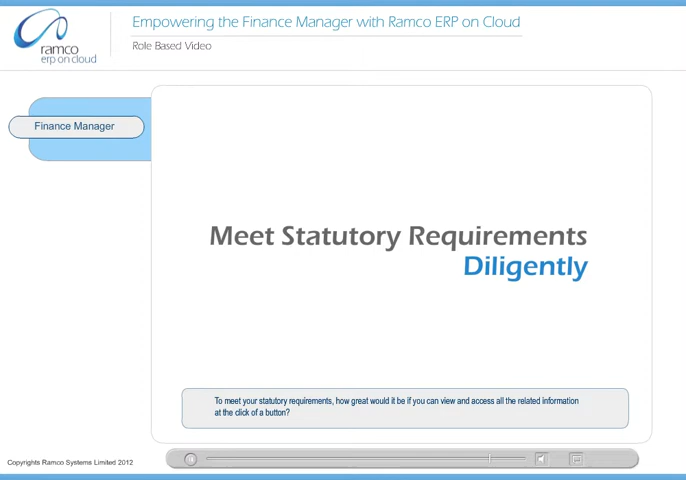 Empowering the Finance Manager with Ramco ERP on Cloud
Role Based Video
ramco
erp on cloud
Finance Manager
Meet Statutory Requirements
Diligently
To meet your statutory requirements, how great would it be if you can view and access all the related information
at the click of a button?
Copyrights Ramco Systems Limited 2012